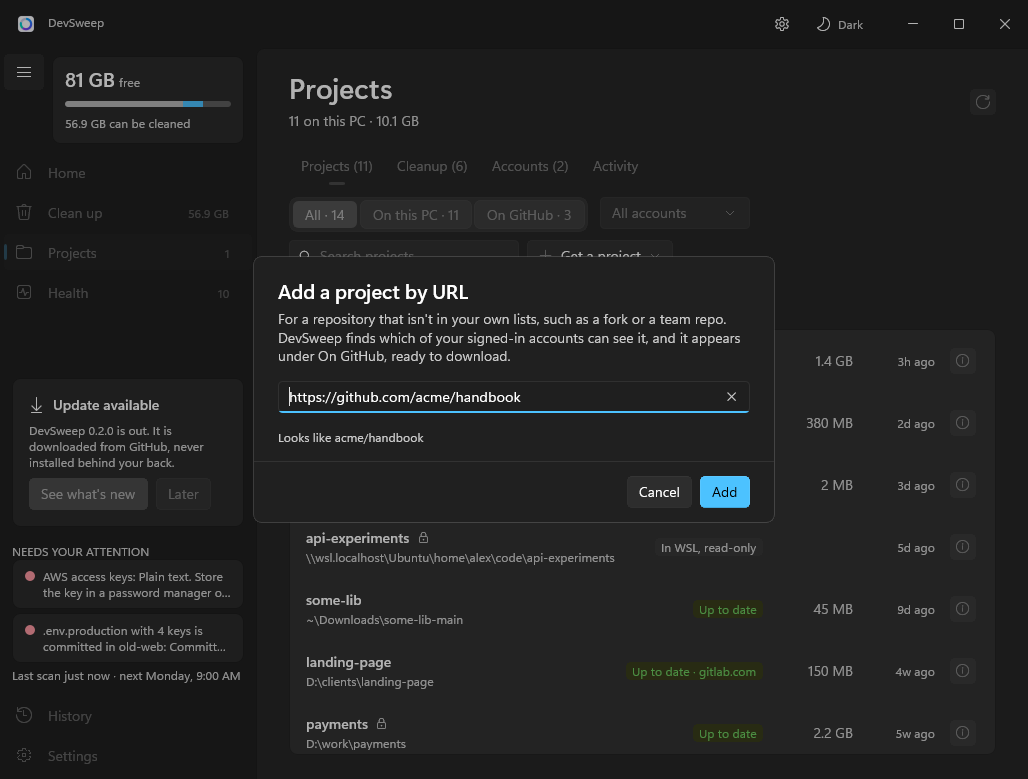 DevSweep
Dark
81 GB free
56.9 GB can be cleaned
Home
Clean up 56.9 GB
Projects 1
Health 10
Update available
DevSweep 0.2.0 is out. It is
downloaded from GitHub, never
installed behind your back.
See what's new Later
NEEDS YOUR ATTENTION
AWS access keys: Plain text. Store
the key in a password manager o...
.env.production with 4 keys is
committed in old-web: Committ...
Last scan just now · next Monday, 9:00 AM
History
Settings
Projects
11 on this PC · 10.1 GB
Projects (11) Cleanup (6) Accounts (2) Activity
All · 14 On this PC · 11 On GitHub · 3 All accounts
Search projects Get a project
Add a project by URL
For a repository that isn't in your own lists, such as a fork or a team repo.
DevSweep finds which of your signed-in accounts can see it, and it appears
under On GitHub, ready to download.
https://github.com/acme/handbook
Looks like acme/handbook
Cancel Add
1.4 GB 3h ago
380 MB 2d ago
2 MB 3d ago
api-experiments
\\wsl.localhost\Ubuntu\home\alex\code\api-experiments
In WSL, read-only 5d ago
some-lib
~\Downloads\some-lib-main
Up to date 45 MB 9d ago
landing-page
D:\clients\landing-page
Up to date · gitlab.com 150 MB 4w ago
payments
D:\work\payments
Up to date 2.2 GB 5w ago